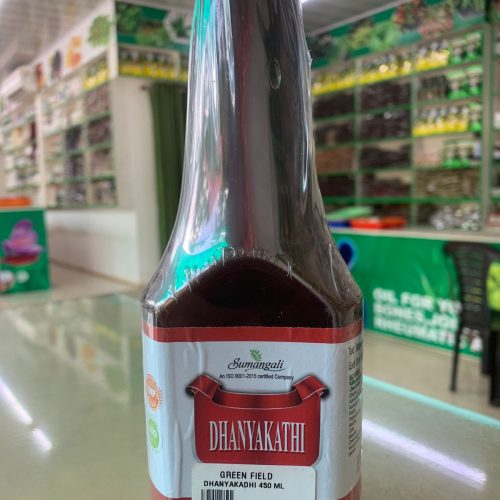 Sumangali
An ISO 9001-2015 certified Company
DHANYAKATHI
GREEN FIELD
DHANYAKADHI 450 ML
OIL FOR
BONES, JO
RHEUMAT